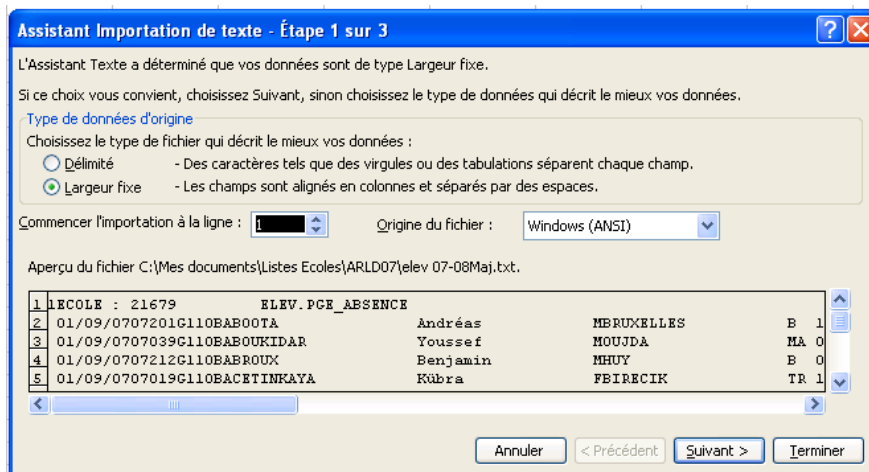 Assistant Importation de texte - Étape 1 sur 3
L'Assistant Texte a déterminé que vos données sont de type Largeur fixe.
Si ce choix vous convient, choisissez Suivant, sinon choisissez le type de données qui décrit le mieux vos données.
Type de données d'origine
Choisissez le type de fichier qui décrit le mieux vos données :
Délimité - Des caractères tels que des virgules ou des tabulations séparent chaque champ.
Largeur fixe - Les champs sont alignés en colonnes et séparés par des espaces.
Commencer l'importation à la ligne : 1 Origine du fichier : Windows (ANSI)
Aperçu du fichier C:\Mes documents\Listes Ecoles\ARLD07\elev 07-08Maj.txt.
1 1ECOLE : 21679 ELEV.PGE_ABSENCE
2 01/09/0707201G110BABOOTA Andréas MBRUXELLES B 1
3 01/09/0707039G110BABOUKIDAR Youssef MOUJDA MA 0
4 01/09/0707212G110BABROUX Benjamin MHUY B 0
5 01/09/0707019G110BACETINKAYA Kübra FBIRECIK TR 1
Annuler < Précédent Suivant > Terminer